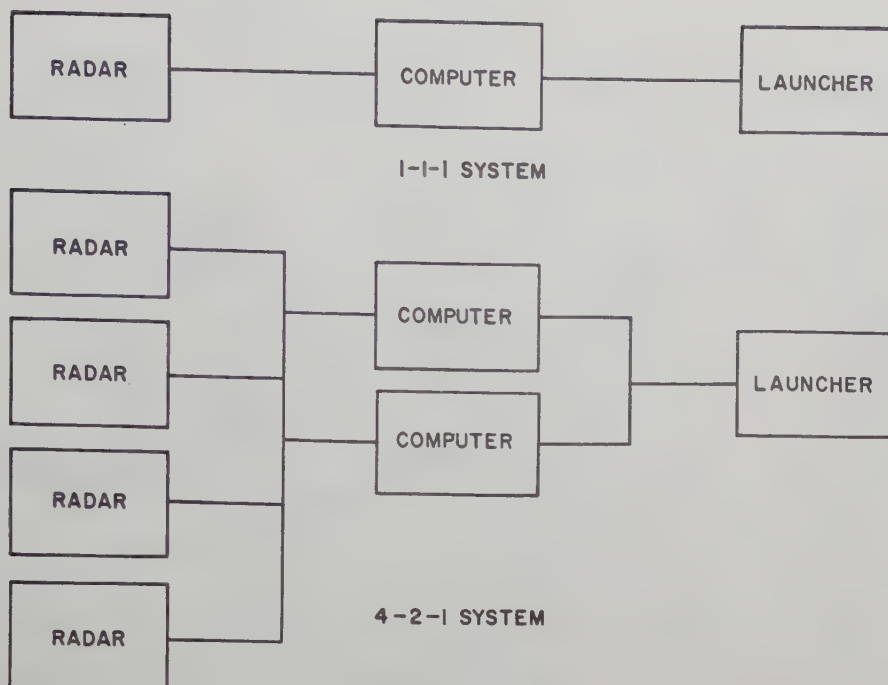 RADAR
COMPUTER
LAUNCHER
1-1-1 SYSTEM
RADAR
RADAR
RADAR
RADAR
COMPUTER
COMPUTER
LAUNCHER
4-2-1 SYSTEM